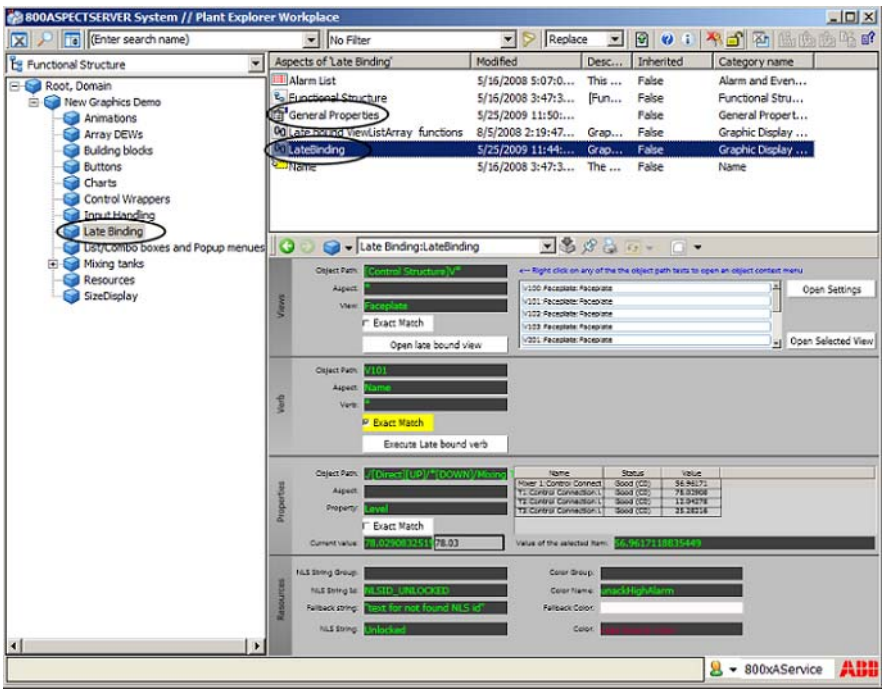 800ASPECTSERVER System // Plant Explorer Workplace
(Enter search name) No Filter Replace
Functional Structure
Root, Domain
New Graphics Demo
Animations
Array DEWs
Building blocks
Buttons
Charts
Control Wrappers
Input Handling
Late Binding
List/Combo boxes and Popup menues
Mixing tanks
Resources
SizeDisplay
Aspects of 'Late Binding' Modified Desc... Inherited Category name
Alarm List 5/16/2008 5:07:0... This ... False Alarm and Even...
Functional Structure 5/16/2008 3:47:3... [Fun... False Functional Stru...
General Properties 5/25/2009 11:50:... False General Propert...
Late bound ViewListArray functions 8/5/2008 2:19:47... Grap... False Graphic Display ...
LateBinding 5/25/2009 11:44:... Grap... False Graphic Display ...
Name 5/16/2008 3:47:3... The ... False Name
Late Binding:LateBinding
Views
Object Path: [Control Structure]V*
Aspect: *
View: Faceplate
Exact Match
Open late bound view
<-- Right click on any of the the object path texts to open an object context menu
V100:Faceplate:Faceplate
V101:Faceplate:Faceplate
V102:Faceplate:Faceplate
V103:Faceplate:Faceplate
V201:Faceplate:Faceplate
Open Settings
Open Selected View
Verb
Object Path: V101
Aspect: Name
Verb: *
Exact Match
Execute Late bound verb
Properties
Object Path: ./[Direct][UP]/*[DOWN]/Mixing
Aspect:
Property: Level
Exact Match
Current value: 78.03
Name Status Value
Mixer 1:Control Connect Good (C0) 56.96171
T1:Control Connection:L Good (C0) 78.02908
T2:Control Connection:L Good (C0) 12.04278
T3:Control Connection:L Good (C0) 25.28216
Value of the selected item: 56.9617118835449
Resources
NLS String Group:
NLS String Id: NLSID_UNLOCKED
Fallback string: "text for not found NLS id"
NLS String: Unlocked
Color Group:
Color Name: unackHighAlarm
Fallback Color:
Color:
800xAService ABB